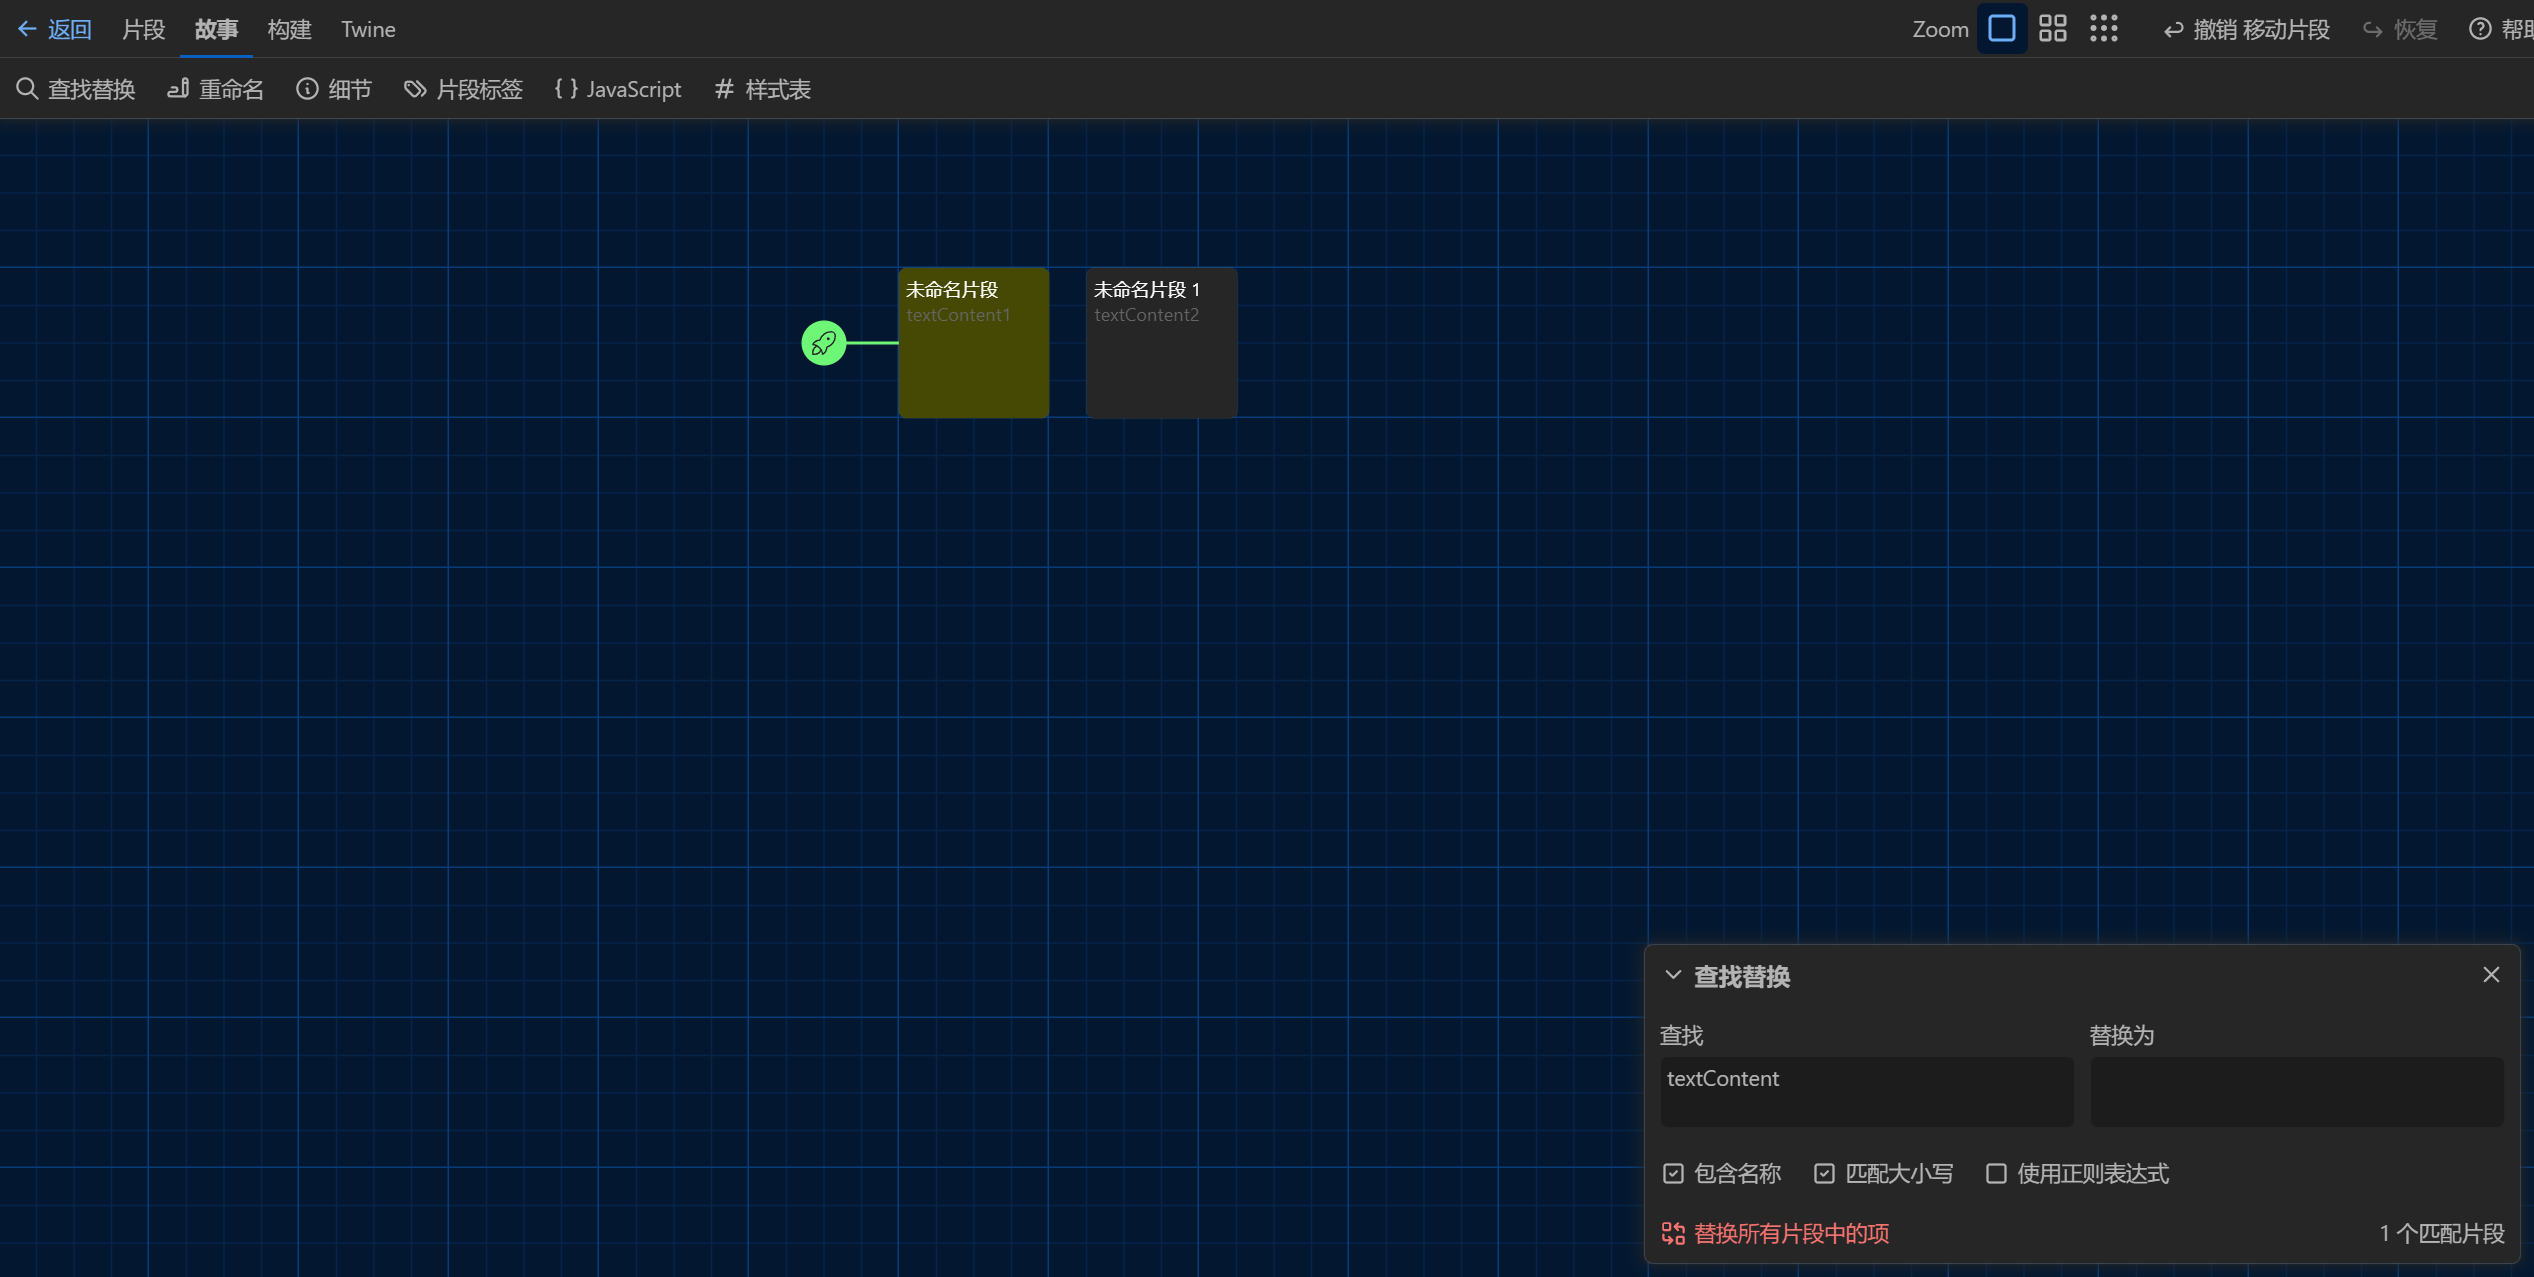 返回 片段 故事 构建 Twine Zoom 撤销 移动片段 恢复 帮助
查找替换 重命名 细节 片段标签 { } JavaScript # 样式表
未命名片段
textContent1
未命名片段 1
textContent2
查找替换
查找 替换为
textContent
包含名称 匹配大小写 使用正则表达式
替换所有片段中的项 1 个匹配片段